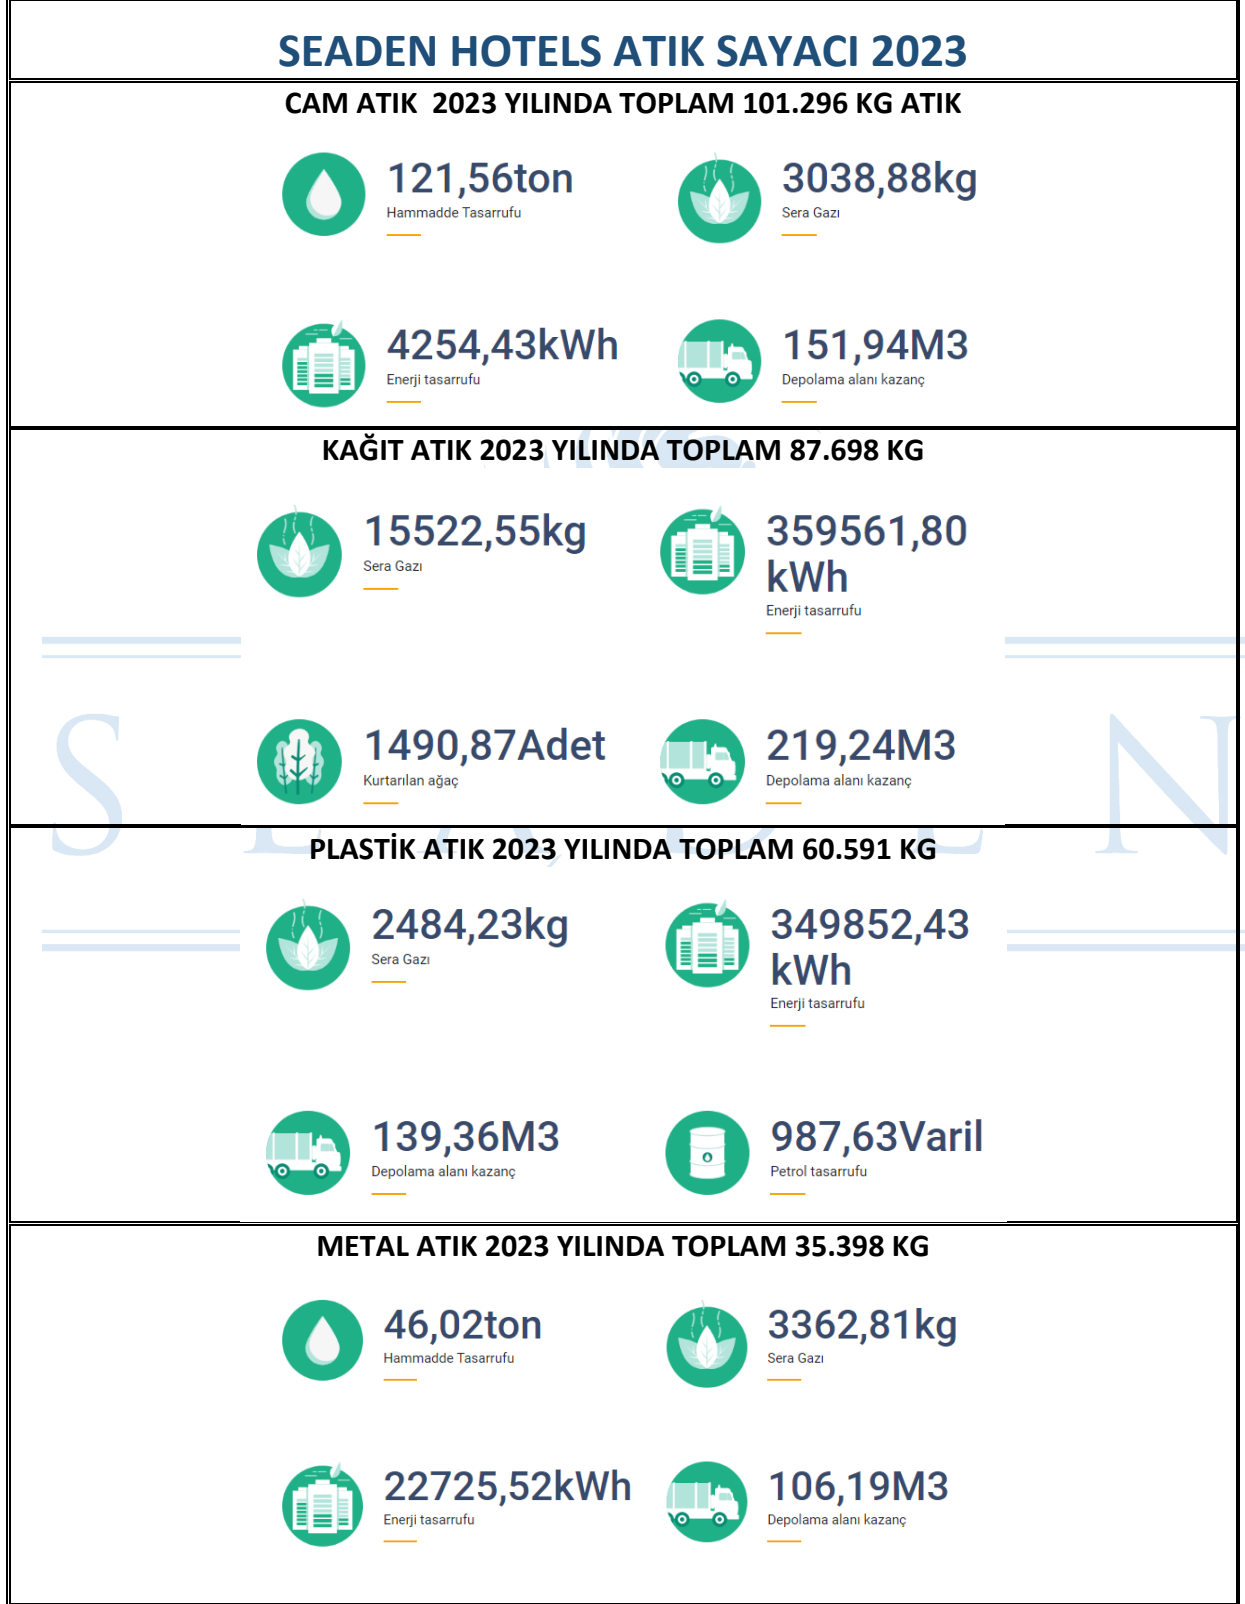 SEADEN HOTELS ATIK SAYACI 2023
CAM ATIK  2023 YILINDA TOPLAM 101.296 KG ATIK
121,56ton
Hammadde Tasarrufu
3038,88kg
Sera Gazı
4254,43kWh
Enerji tasarrufu
151,94M3
Depolama alanı kazanç
KAĞIT ATIK 2023 YILINDA TOPLAM 87.698 KG
15522,55kg
Sera Gazı
359561,80
kWh
Enerji tasarrufu
1490,87Adet
Kurtarılan ağaç
219,24M3
Depolama alanı kazanç
S E A D E N
PLASTİK ATIK 2023 YILINDA TOPLAM 60.591 KG
2484,23kg
Sera Gazı
349852,43
kWh
Enerji tasarrufu
139,36M3
Depolama alanı kazanç
987,63Varil
Petrol tasarrufu
METAL ATIK 2023 YILINDA TOPLAM 35.398 KG
46,02ton
Hammadde Tasarrufu
3362,81kg
Sera Gazı
22725,52kWh
Enerji tasarrufu
106,19M3
Depolama alanı kazanç